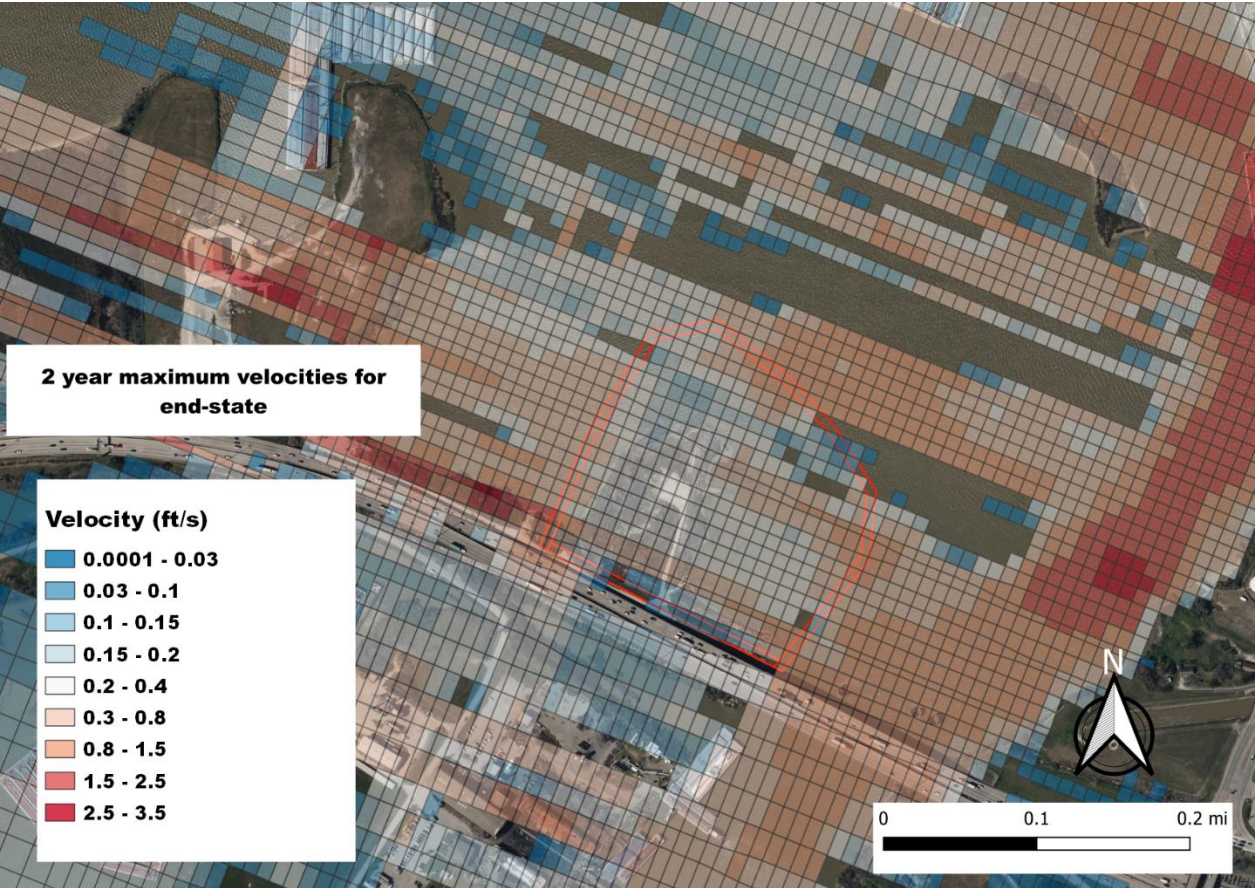 2 year maximum velocities for
end-state
Velocity (ft/s)
0.0001 - 0.03
0.03 - 0.1
0.1 - 0.15
0.15 - 0.2
0.2 - 0.4
0.3 - 0.8
0.8 - 1.5
1.5 - 2.5
2.5 - 3.5
N
0 0.1 0.2 mi